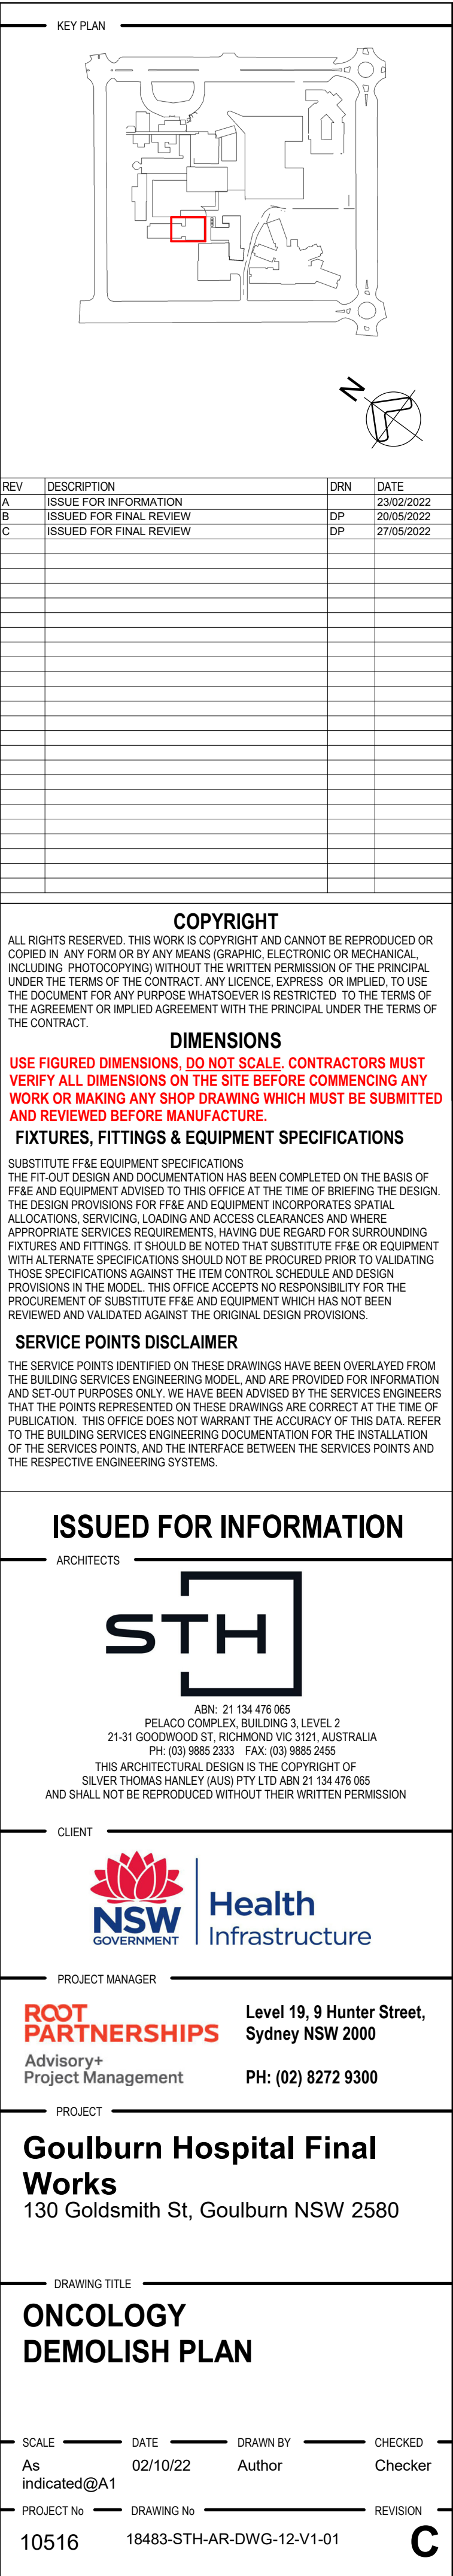 KEY PLAN
N
REV DESCRIPTION DRN DATE
A ISSUE FOR INFORMATION 23/02/2022
B ISSUED FOR FINAL REVIEW DP 20/05/2022
C ISSUED FOR FINAL REVIEW DP 27/05/2022
COPYRIGHT
ALL RIGHTS RESERVED. THIS WORK IS COPYRIGHT AND CANNOT BE REPRODUCED OR
COPIED IN ANY FORM OR BY ANY MEANS (GRAPHIC, ELECTRONIC OR MECHANICAL,
INCLUDING PHOTOCOPYING) WITHOUT THE WRITTEN PERMISSION OF THE PRINCIPAL
UNDER THE TERMS OF THE CONTRACT. ANY LICENCE, EXPRESS OR IMPLIED, TO USE
THE DOCUMENT FOR ANY PURPOSE WHATSOEVER IS RESTRICTED TO THE TERMS OF
THE AGREEMENT OR IMPLIED AGREEMENT WITH THE PRINCIPAL UNDER THE TERMS OF
THE CONTRACT.
DIMENSIONS
USE FIGURED DIMENSIONS, DO NOT SCALE. CONTRACTORS MUST
VERIFY ALL DIMENSIONS ON THE SITE BEFORE COMMENCING ANY
WORK OR MAKING ANY SHOP DRAWING WHICH MUST BE SUBMITTED
AND REVIEWED BEFORE MANUFACTURE.
FIXTURES, FITTINGS & EQUIPMENT SPECIFICATIONS
SUBSTITUTE FF&E EQUIPMENT SPECIFICATIONS
THE FIT-OUT DESIGN AND DOCUMENTATION HAS BEEN COMPLETED ON THE BASIS OF
FF&E AND EQUIPMENT ADVISED TO THIS OFFICE AT THE TIME OF BRIEFING THE DESIGN.
THE DESIGN PROVISIONS FOR FF&E AND EQUIPMENT INCORPORATES SPATIAL
ALLOCATIONS, SERVICING, LOADING AND ACCESS CLEARANCES AND WHERE
APPROPRIATE SERVICES REQUIREMENTS, HAVING DUE REGARD FOR SURROUNDING
FIXTURES AND FITTINGS. IT SHOULD BE NOTED THAT SUBSTITUTE FF&E OR EQUIPMENT
WITH ALTERNATE SPECIFICATIONS SHOULD NOT BE PROCURED PRIOR TO VALIDATING
THOSE SPECIFICATIONS AGAINST THE ITEM CONTROL SCHEDULE AND DESIGN
PROVISIONS IN THE MODEL. THIS OFFICE ACCEPTS NO RESPONSIBILITY FOR THE
PROCUREMENT OF SUBSTITUTE FF&E AND EQUIPMENT WHICH HAS NOT BEEN
REVIEWED AND VALIDATED AGAINST THE ORIGINAL DESIGN PROVISIONS.
SERVICE POINTS DISCLAIMER
THE SERVICE POINTS IDENTIFIED ON THESE DRAWINGS HAVE BEEN OVERLAYED FROM
THE BUILDING SERVICES ENGINEERING MODEL, AND ARE PROVIDED FOR INFORMATION
AND SET-OUT PURPOSES ONLY. WE HAVE BEEN ADVISED BY THE SERVICES ENGINEERS
THAT THE POINTS REPRESENTED ON THESE DRAWINGS ARE CORRECT AT THE TIME OF
PUBLICATION. THIS OFFICE DOES NOT WARRANT THE ACCURACY OF THIS DATA. REFER
TO THE BUILDING SERVICES ENGINEERING DOCUMENTATION FOR THE INSTALLATION
OF THE SERVICES POINTS, AND THE INTERFACE BETWEEN THE SERVICES POINTS AND
THE RESPECTIVE ENGINEERING SYSTEMS.
ISSUED FOR INFORMATION
ARCHITECTS
STH
ABN: 21 134 476 065
PELACO COMPLEX, BUILDING 3, LEVEL 2
21-31 GOODWOOD ST, RICHMOND VIC 3121, AUSTRALIA
PH: (03) 9885 2333 FAX: (03) 9885 2455
THIS ARCHITECTURAL DESIGN IS THE COPYRIGHT OF
SILVER THOMAS HANLEY (AUS) PTY LTD ABN 21 134 476 065
AND SHALL NOT BE REPRODUCED WITHOUT THEIR WRITTEN PERMISSION
CLIENT
NSW
GOVERNMENT
Health
Infrastructure
PROJECT MANAGER
ROOT
PARTNERSHIPS
Advisory+
Project Management
Level 19, 9 Hunter Street,
Sydney NSW 2000
PH: (02) 8272 9300
PROJECT
Goulburn Hospital Final
Works
130 Goldsmith St, Goulburn NSW 2580
DRAWING TITLE
ONCOLOGY
DEMOLISH PLAN
SCALE DATE DRAWN BY CHECKED
As 02/10/22 Author Checker
indicated@A1
PROJECT No DRAWING No REVISION
10516 18483-STH-AR-DWG-12-V1-01 C